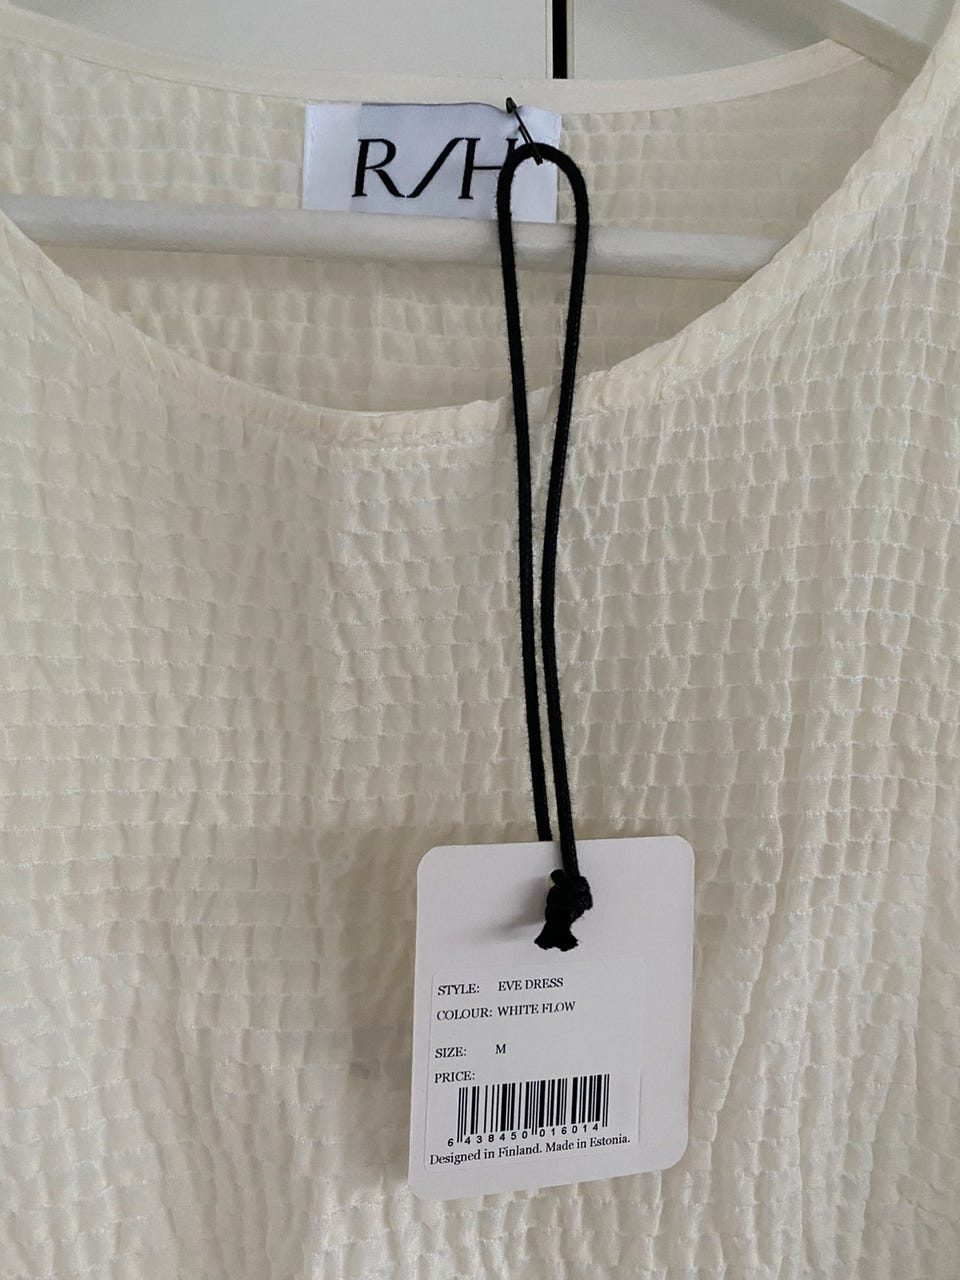 R/H
STYLE: EVE DRESS
COLOUR: WHITE FLOW
SIZE: M
PRICE:
6 438450 016014
Designed in Finland. Made in Estonia.